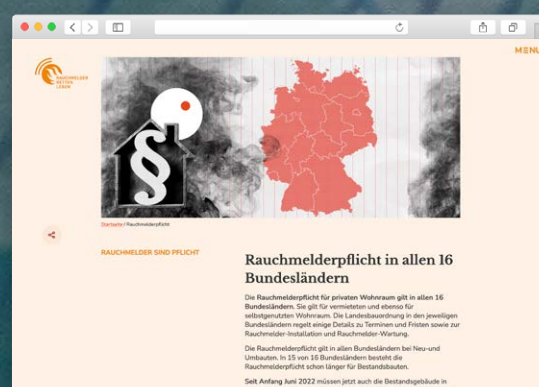 MENU
RAUCHMELDER
RETTEN
LEBEN
§
Startseite / Rauchmelderpflicht
RAUCHMELDER SIND PFLICHT
Rauchmelderpflicht in allen 16
Bundesländern
Die Rauchmelderpflicht für privaten Wohnraum gilt in allen 16
Bundesländern. Sie gilt für vermieteten und ebenso für
selbstgenutzten Wohnraum. Die Landesbauordnung in den jeweiligen
Bundesländern regelt einige Details zu Terminen und Fristen sowie zur
Rauchmelder-Installation und Rauchmelder-Wartung.
Die Rauchmelderpflicht gilt in allen Bundesländern bei Neu-und
Umbauten. In 15 von 16 Bundesländern besteht die
Rauchmelderpflicht schon länger für Bestandsbauten.
Seit Anfang Juni 2022 müssen jetzt auch die Bestandsgebäude in